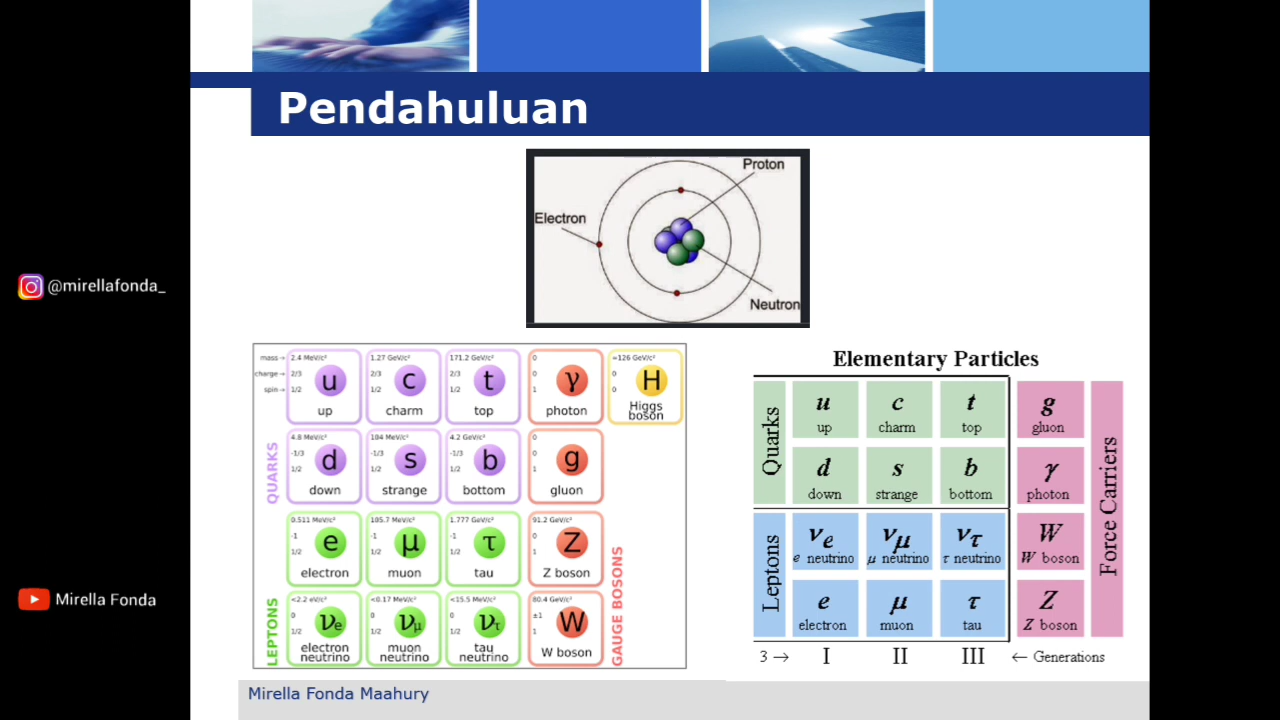 Pendahuluan
Proton
Electron
Neutron
@mirellafonda_
Mirella Fonda
mass→ 2.4 MeV/c² 1.27 GeV/c² 171.2 GeV/c² 0 ≈126 GeV/c²
charge→ 2/3 2/3 2/3 0 0
spin→ 1/2 1/2 1/2 1 0
u c t γ H
up charm top photon Higgs boson
QUARKS
4.8 MeV/c² 104 MeV/c² 4.2 GeV/c² 0
-1/3 -1/3 -1/3 0
1/2 1/2 1/2 1
d s b g
down strange bottom gluon
0.511 MeV/c² 105.7 MeV/c² 1.777 GeV/c² 91.2 GeV/c²
-1 -1 -1 0
1/2 1/2 1/2 1
e μ τ Z
electron muon tau Z boson
LEPTONS
<2.2 eV/c² <0.17 MeV/c² <15.5 MeV/c² 80.4 GeV/c²
0 0 0 ±1
1/2 1/2 1/2 1
νe νμ ντ W
electron neutrino muon neutrino tau neutrino W boson
GAUGE BOSONS
Elementary Particles
Quarks
u c t g
up charm top gluon
d s b γ
down strange bottom photon
Leptons
νe νμ ντ W
e neutrino μ neutrino τ neutrino W boson
e μ τ Z
electron muon tau Z boson
Force Carriers
3 → I II III ← Generations
Mirella Fonda Maahury